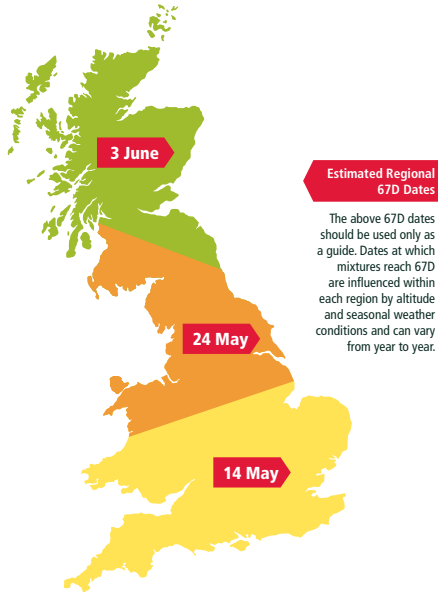 3 June
Estimated Regional
67D Dates
The above 67D dates
should be used only as
a guide. Dates at which
mixtures reach 67D
are influenced within
each region by altitude
and seasonal weather
conditions and can vary
from year to year.
24 May
14 May